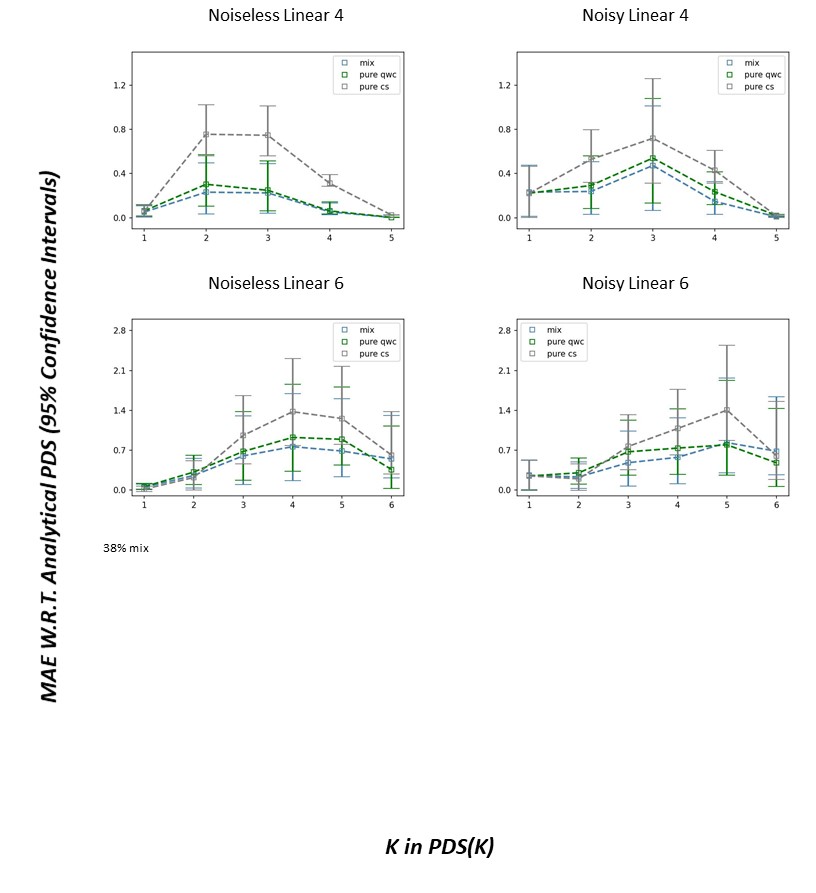 Noiseless Linear 4
Noisy Linear 4
1.2
0.8
0.4
0.0
1 2 3 4 5
mix
pure qwc
pure cs
1.2
0.8
0.4
0.0
1 2 3 4 5
mix
pure qwc
pure cs
MAE W.R.T. Analytical PDS (95% Confidence Intervals)
Noiseless Linear 6
Noisy Linear 6
2.8
2.1
1.4
0.7
0.0
1 2 3 4 5 6
mix
pure qwc
pure cs
2.8
2.1
1.4
0.7
0.0
1 2 3 4 5 6
mix
pure qwc
pure cs
38% mix
K in PDS(K)